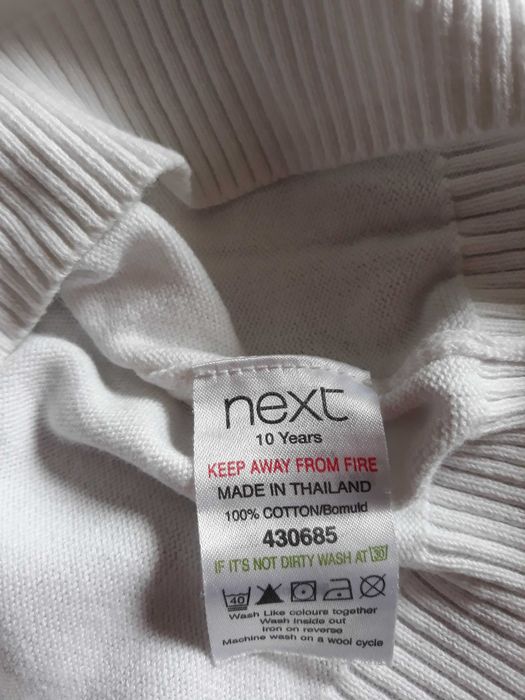 next
10 Years
KEEP AWAY FROM FIRE
MADE IN THAILAND
100% COTTON/Bomuld
430685
IF IT'S NOT DIRTY WASH AT 30
40
Wash Like colours together
Wash inside out
Iron on reverse
Machine wash on a wool cycle